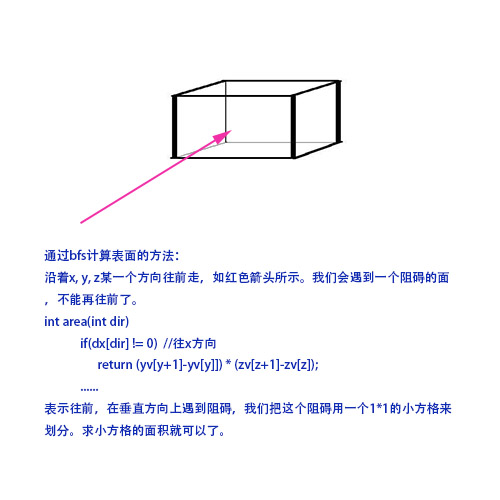 通过bfs计算表面的方法：
沿着x, y, z某一个方向往前走，如红色箭头所示。我们会遇到一个阻碍的面
，不能再往前了。
int area(int dir)
if(dx[dir] != 0) //往x方向
return (yv[y+1]-yv[y]]) * (zv[z+1]-zv[z]);
......
表示往前，在垂直方向上遇到阻碍，我们把这个阻碍用一个1*1的小方格来
划分。求小方格的面积就可以了。